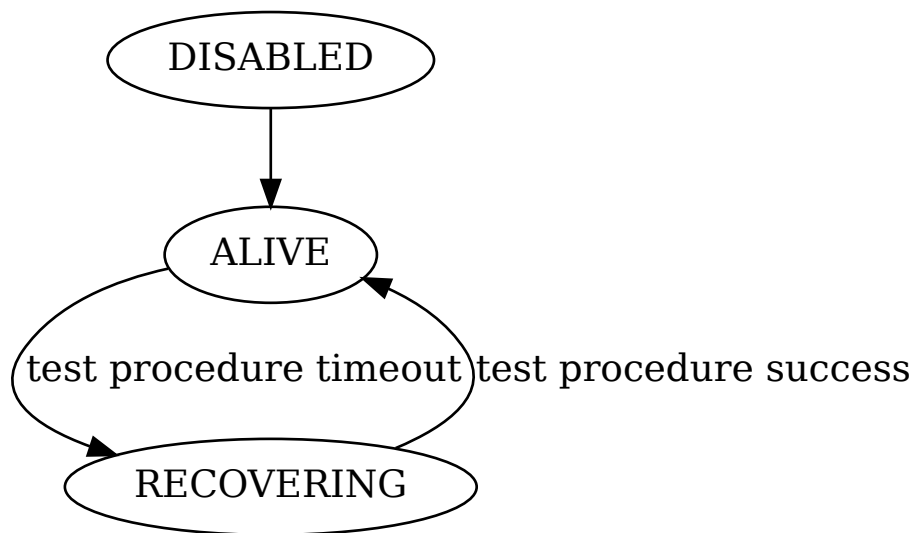 DISABLED
ALIVE
test procedure timeout
test procedure success
RECOVERING